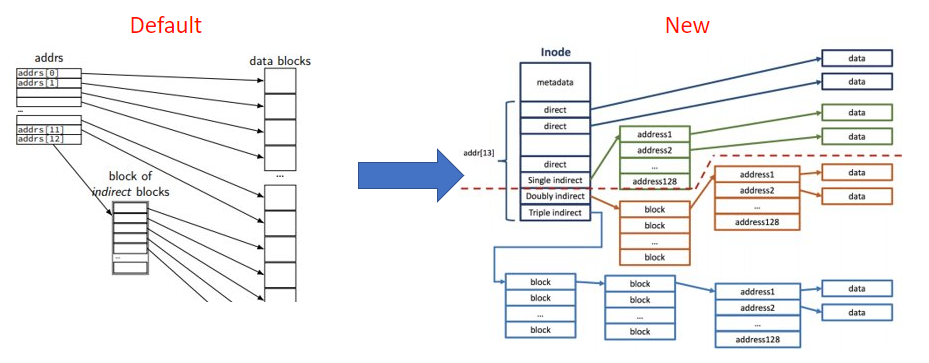 Default
New
addrs
data blocks
addrs[0]
addrs[1]
...
addrs[11]
addrs[12]
...
block of
indirect blocks
...
Inode
metadata
direct
direct
direct
Single indirect
Doubly indirect
Triple indirect
addr[13]
address1
address2
...
address128
data
data
data
data
block
block
...
block
address1
address2
...
address128
data
data
block
block
...
block
block
block
...
block
address1
address2
...
address128
data
data